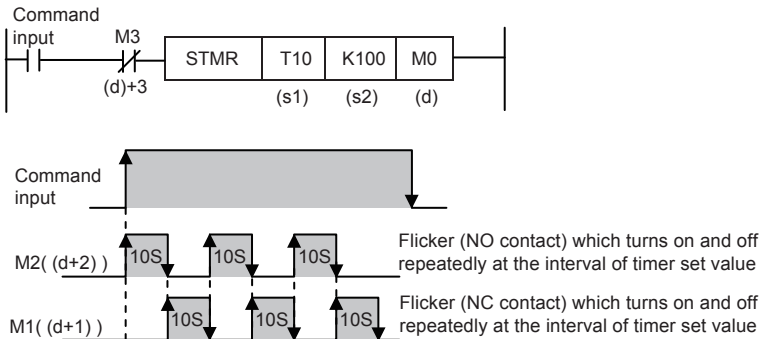 Command
input
M3
(d)+3
STMR T10 K100 M0
(s1) (s2) (d)
Command
input
M2( (d+2) ) 10S 10S 10S
Flicker (NO contact) which turns on and off
repeatedly at the interval of timer set value
M1( (d+1) ) 10S 10S 10S
Flicker (NC contact) which turns on and off
repeatedly at the interval of timer set value